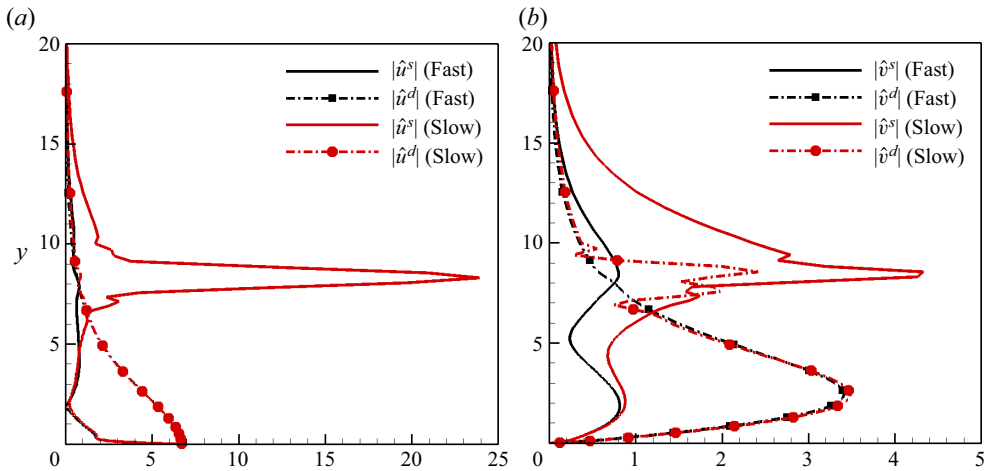 (a)
(b)
20
15
10
5
y
0
5
10
15
20
25
|û^s| (Fast)
|û^d| (Fast)
|û^s| (Slow)
|û^d| (Slow)
20
15
10
5
0
1
2
3
4
5
|v̂^s| (Fast)
|v̂^d| (Fast)
|v̂^s| (Slow)
|v̂^d| (Slow)